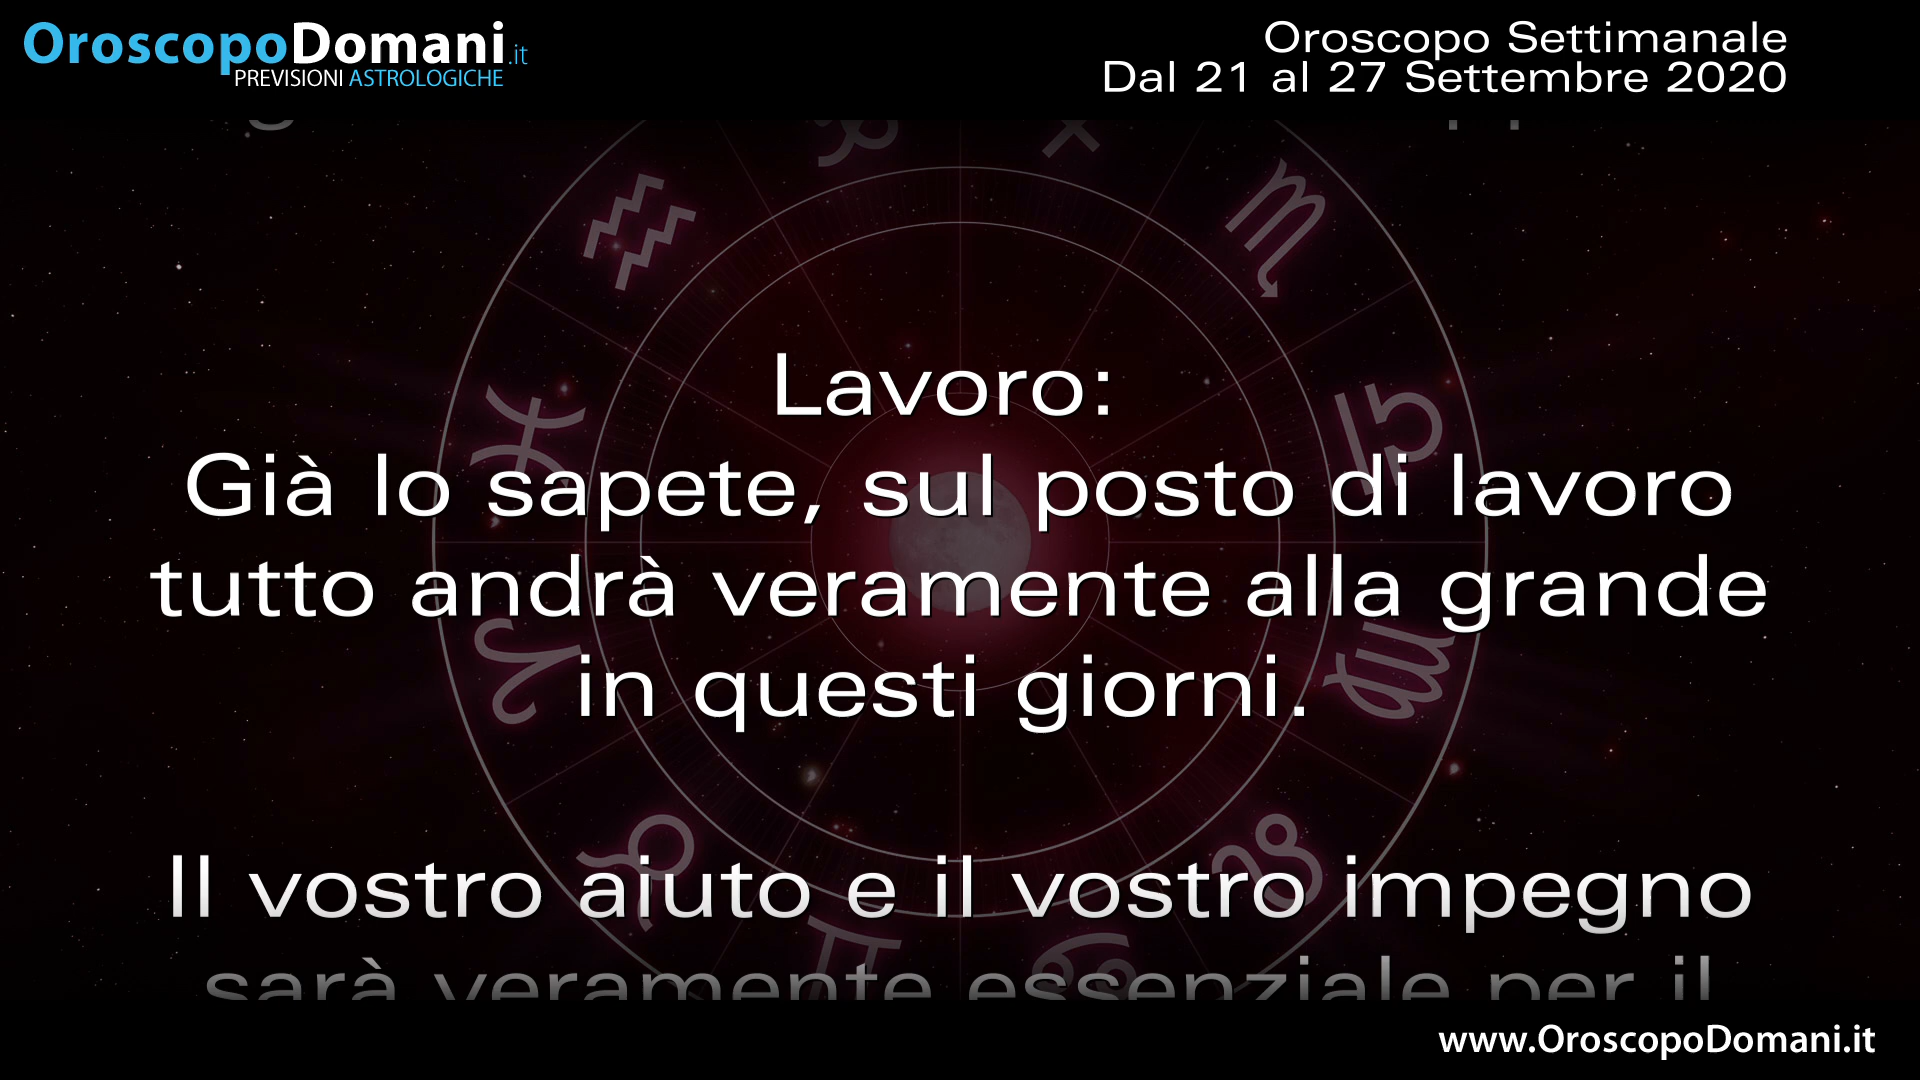 OroscopoDomani.it
PREVISIONI ASTROLOGICHE
Oroscopo Settimanale
Dal 21 al 27 Settembre 2020
Lavoro:
Già lo sapete, sul posto di lavoro
tutto andrà veramente alla grande
in questi giorni.
Il vostro aiuto e il vostro impegno
sarà veramente essenziale per il
www.OroscopoDomani.it